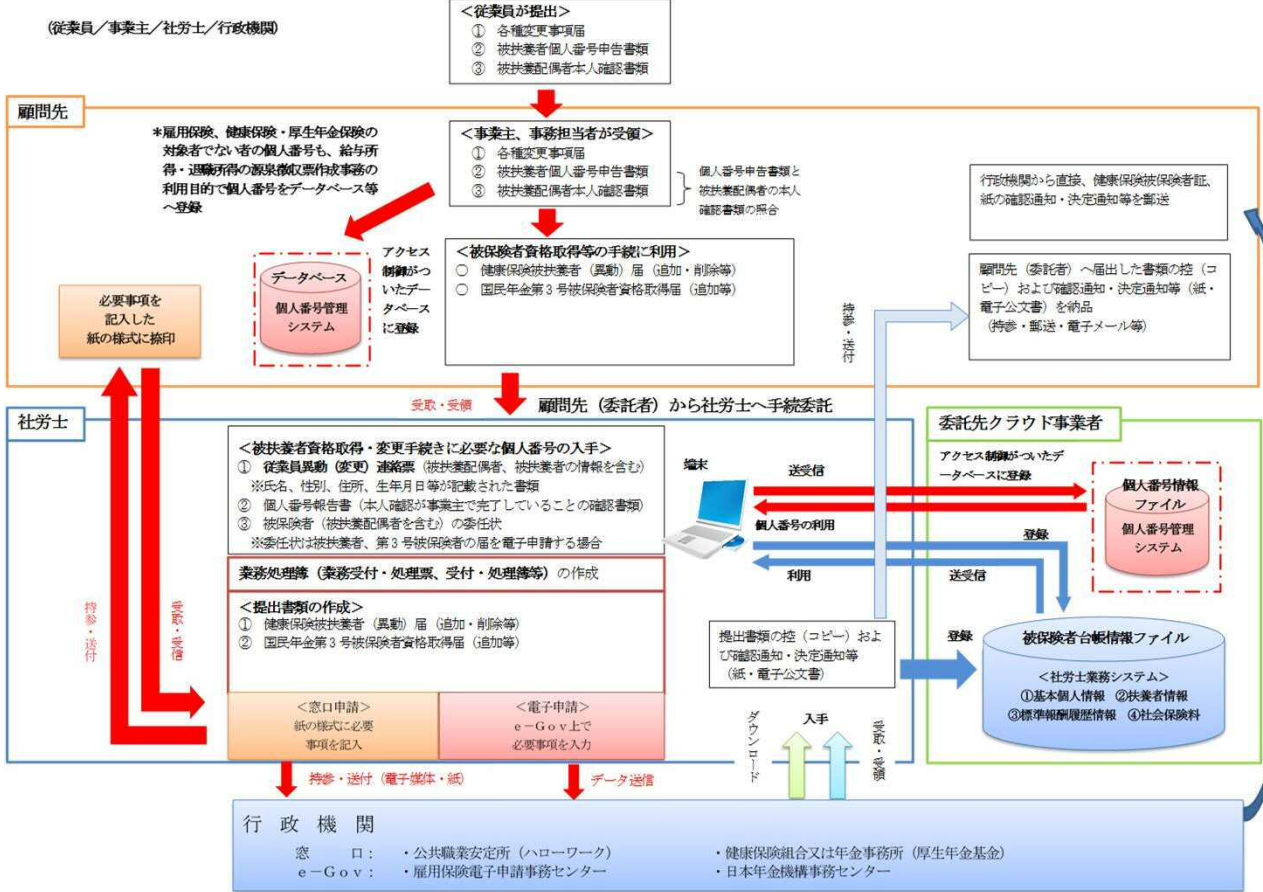 (従業員／事業主／社労士／行政機関)
＜従業員が提出＞
① 各種変更事項届
② 被扶養者個人番号申告書類
③ 被扶養配偶者本人確認書類
顧問先
＊雇用保険、健康保険・厚生年金保険の
対象者でない者の個人番号も、給与所
得・退職所得の源泉徴収票作成事務の
利用目的で個人番号をデータベース等
へ登録
＜事業主、事務担当者が受領＞
① 各種変更事項届
② 被扶養者個人番号申告書類
③ 被扶養配偶者本人確認書類
個人番号申告書類と
被扶養配偶者の本人
確認書類の照合
行政機関から直接、健康保険被保険者証、
紙の確認通知・決定通知等を郵送
データベース
個人番号管理
システム
アクセス
制御がつ
いたデー
タベース
に登録
＜被保険者資格取得等の手続に利用＞
○ 健康保険被扶養者（異動）届（追加・削除等）
○ 国民年金第３号被保険者資格取得届（追加等）
顧問先（委託者）へ届出した書類の控（コ
ピー）および確認通知・決定通知等（紙・
電子公文書）を納品
（持参・郵送・電子メール等）
持参・送付
必要事項を
記入した
紙の様式に捺印
受取・受領
顧問先（委託者）から社労士へ手続委託
社労士
＜被扶養者資格取得・変更手続きに必要な個人番号の入手＞
① 従業員異動（変更）連絡票（被扶養配偶者、被扶養者の情報を含む）
※氏名、性別、住所、生年月日等が記載された書類
② 個人番号報告書（本人確認が事業主で完了していることの確認書類）
③ 被保険者（被扶養配偶者を含む）の委任状
※委任状は被扶養者、第３号被保険者の届を電子申請する場合
業務処理簿（業務受付・処理票、受付・処理簿等）の作成
＜提出書類の作成＞
① 健康保険被扶養者（異動）届（追加・削除等）
② 国民年金第３号被保険者資格取得届（追加等）
持参・送付
受取・受信
＜窓口申請＞
紙の様式に必要
事項を記入
＜電子申請＞
ｅ－Ｇｏｖ上で
必要事項を入力
端末
送受信
個人番号の利用
登録
利用
送受信
委託先クラウド事業者
アクセス制御がついたデ
ータベースに登録
個人番号情報
ファイル
個人番号管理
システム
提出書類の控（コピー）およ
び確認通知・決定通知等
（紙・電子公文書）
登録
被保険者台帳情報ファイル
＜社労士業務システム＞
①基本個人情報 ②扶養者情報
③標準報酬履歴情報 ④社会保険料
ダウンロード
入手
受取・受領
持参・送付（電子媒体・紙）
データ送信
行政機関
窓口： ・公共職業安定所（ハローワーク） ・健康保険組合又は年金事務所（厚生年金基金）
ｅ－Ｇｏｖ： ・雇用保険電子申請事務センター ・日本年金機構事務センター